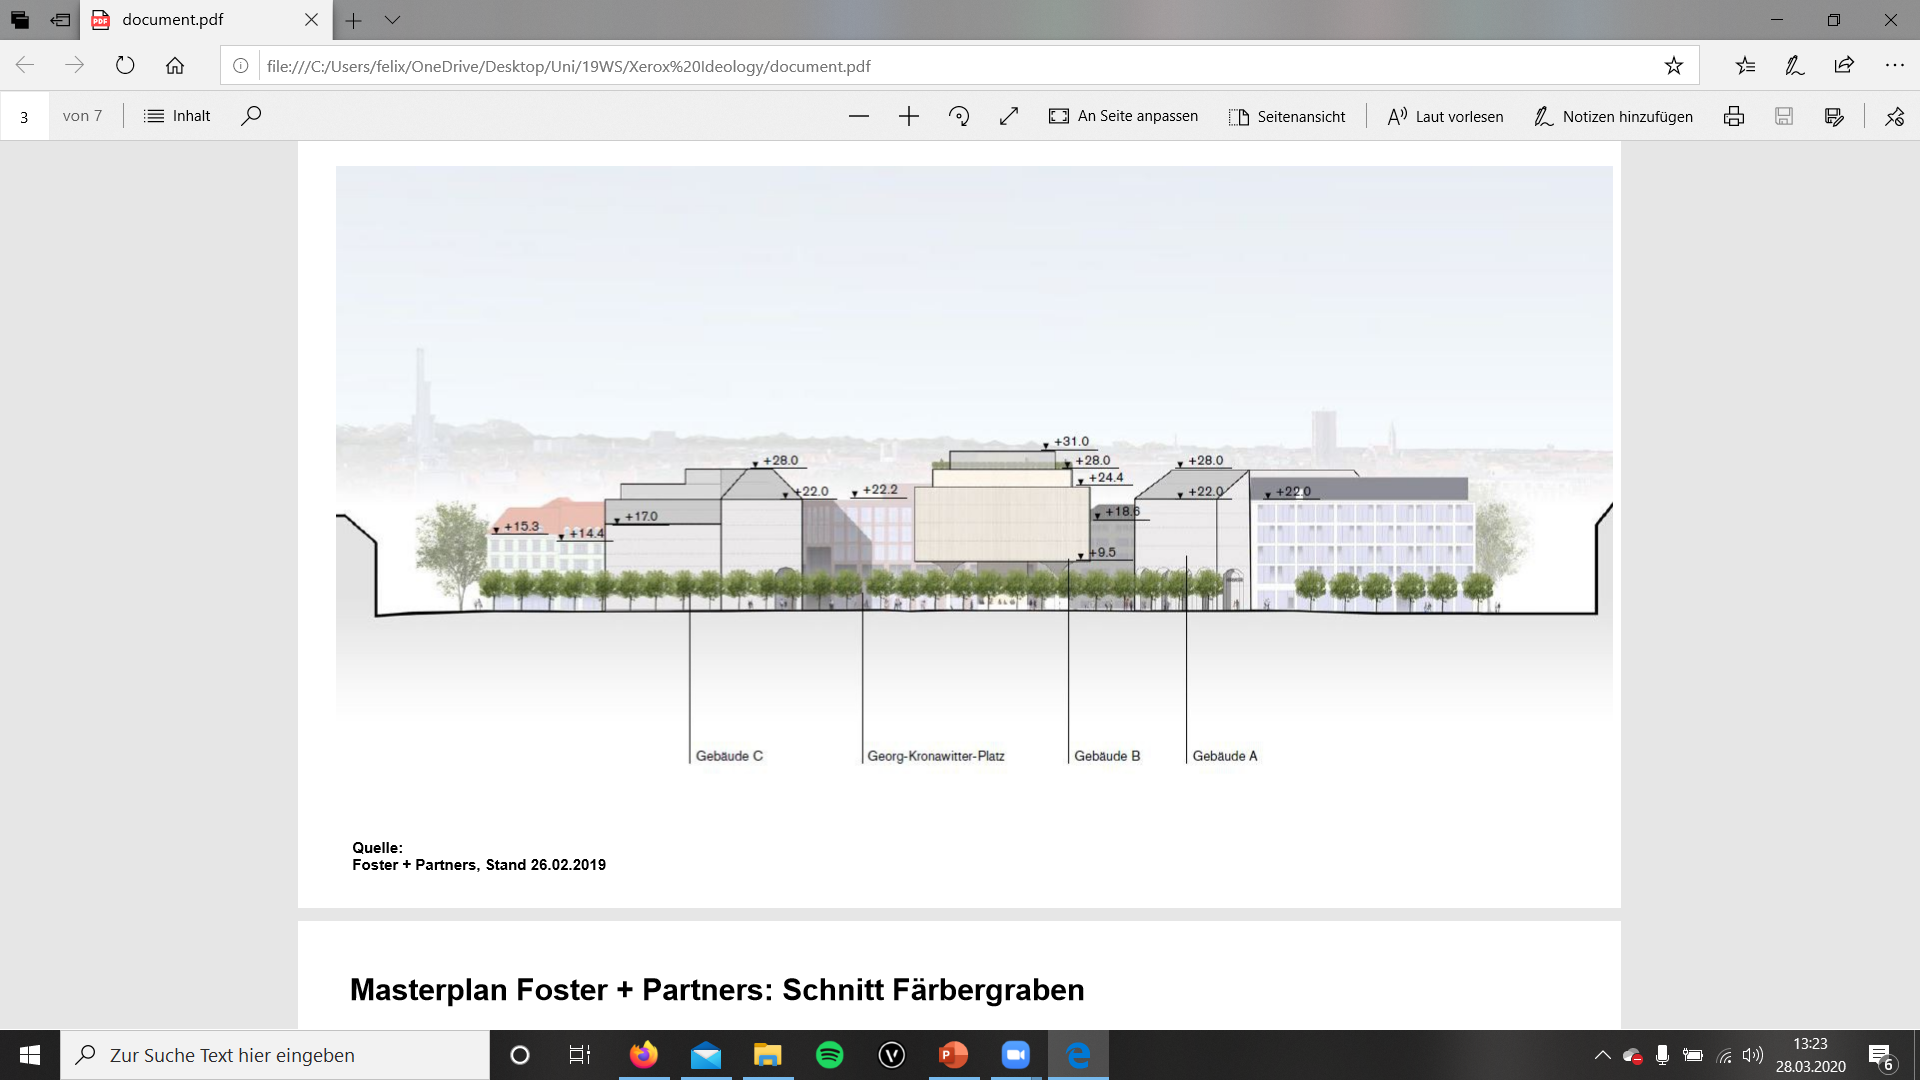 document.pdf
file:///C:/Users/felix/OneDrive/Desktop/Uni/19WS/Xerox%20Ideology/document.pdf
3 von 7 Inhalt An Seite anpassen Seitenansicht Laut vorlesen Notizen hinzufügen
+31.0
+28.0 +28.0 +28.0
+24.4
+22.0 +22.2 +22.0 +22.0
+17.0 +18.6
+15.3
+14.4
+9.5
Gebäude C Georg-Kronawitter-Platz Gebäude B Gebäude A
Quelle:
Foster + Partners, Stand 26.02.2019
Masterplan Foster + Partners: Schnitt Färbergraben
Zur Suche Text hier eingeben
13:23
28.03.2020
6